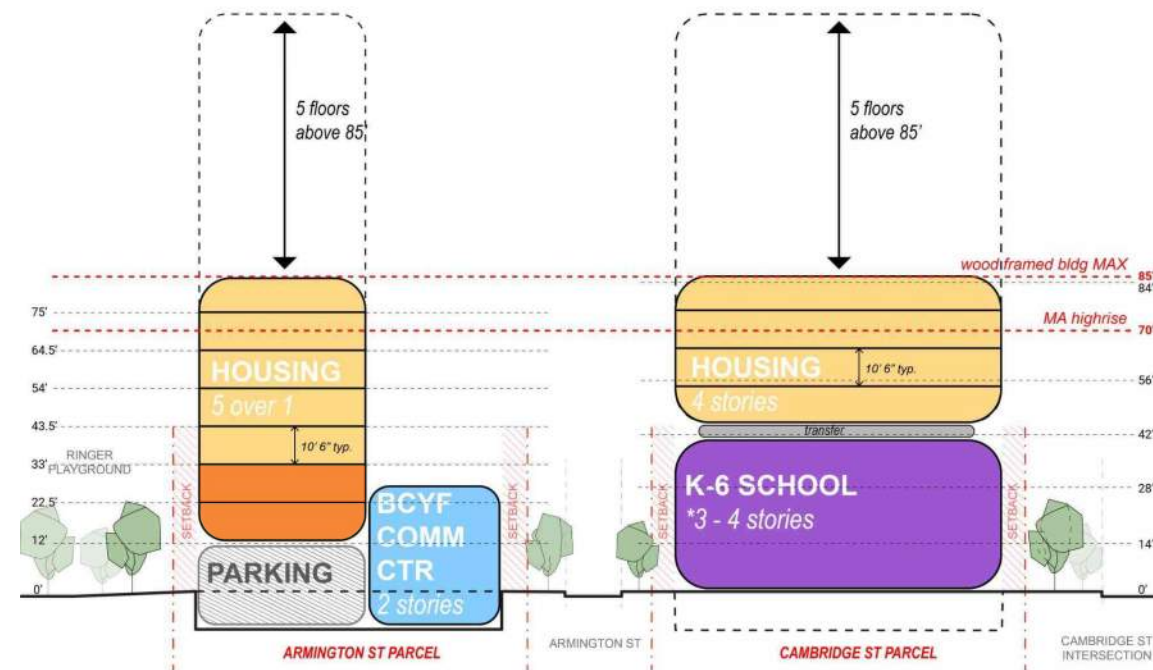 5 floors
above 85'
5 floors
above 85'
wood framed bldg MAX
85'
84'
75'
MA highrise
70'
64.5'
HOUSING
5 over 1
HOUSING
4 stories
10' 6" typ.
56'
54'
43.5'
10' 6" typ.
transfer
42'
RINGER
PLAYGROUND
33'
SETBACK
SETBACK
SETBACK
SETBACK
K-6 SCHOOL
*3 - 4 stories
28'
22.5'
BCYF
COMM
CTR
2 stories
12'
14'
PARKING
0'
0'
ARMINGTON ST PARCEL
ARMINGTON ST
CAMBRIDGE ST PARCEL
CAMBRIDGE ST
INTERSECTION